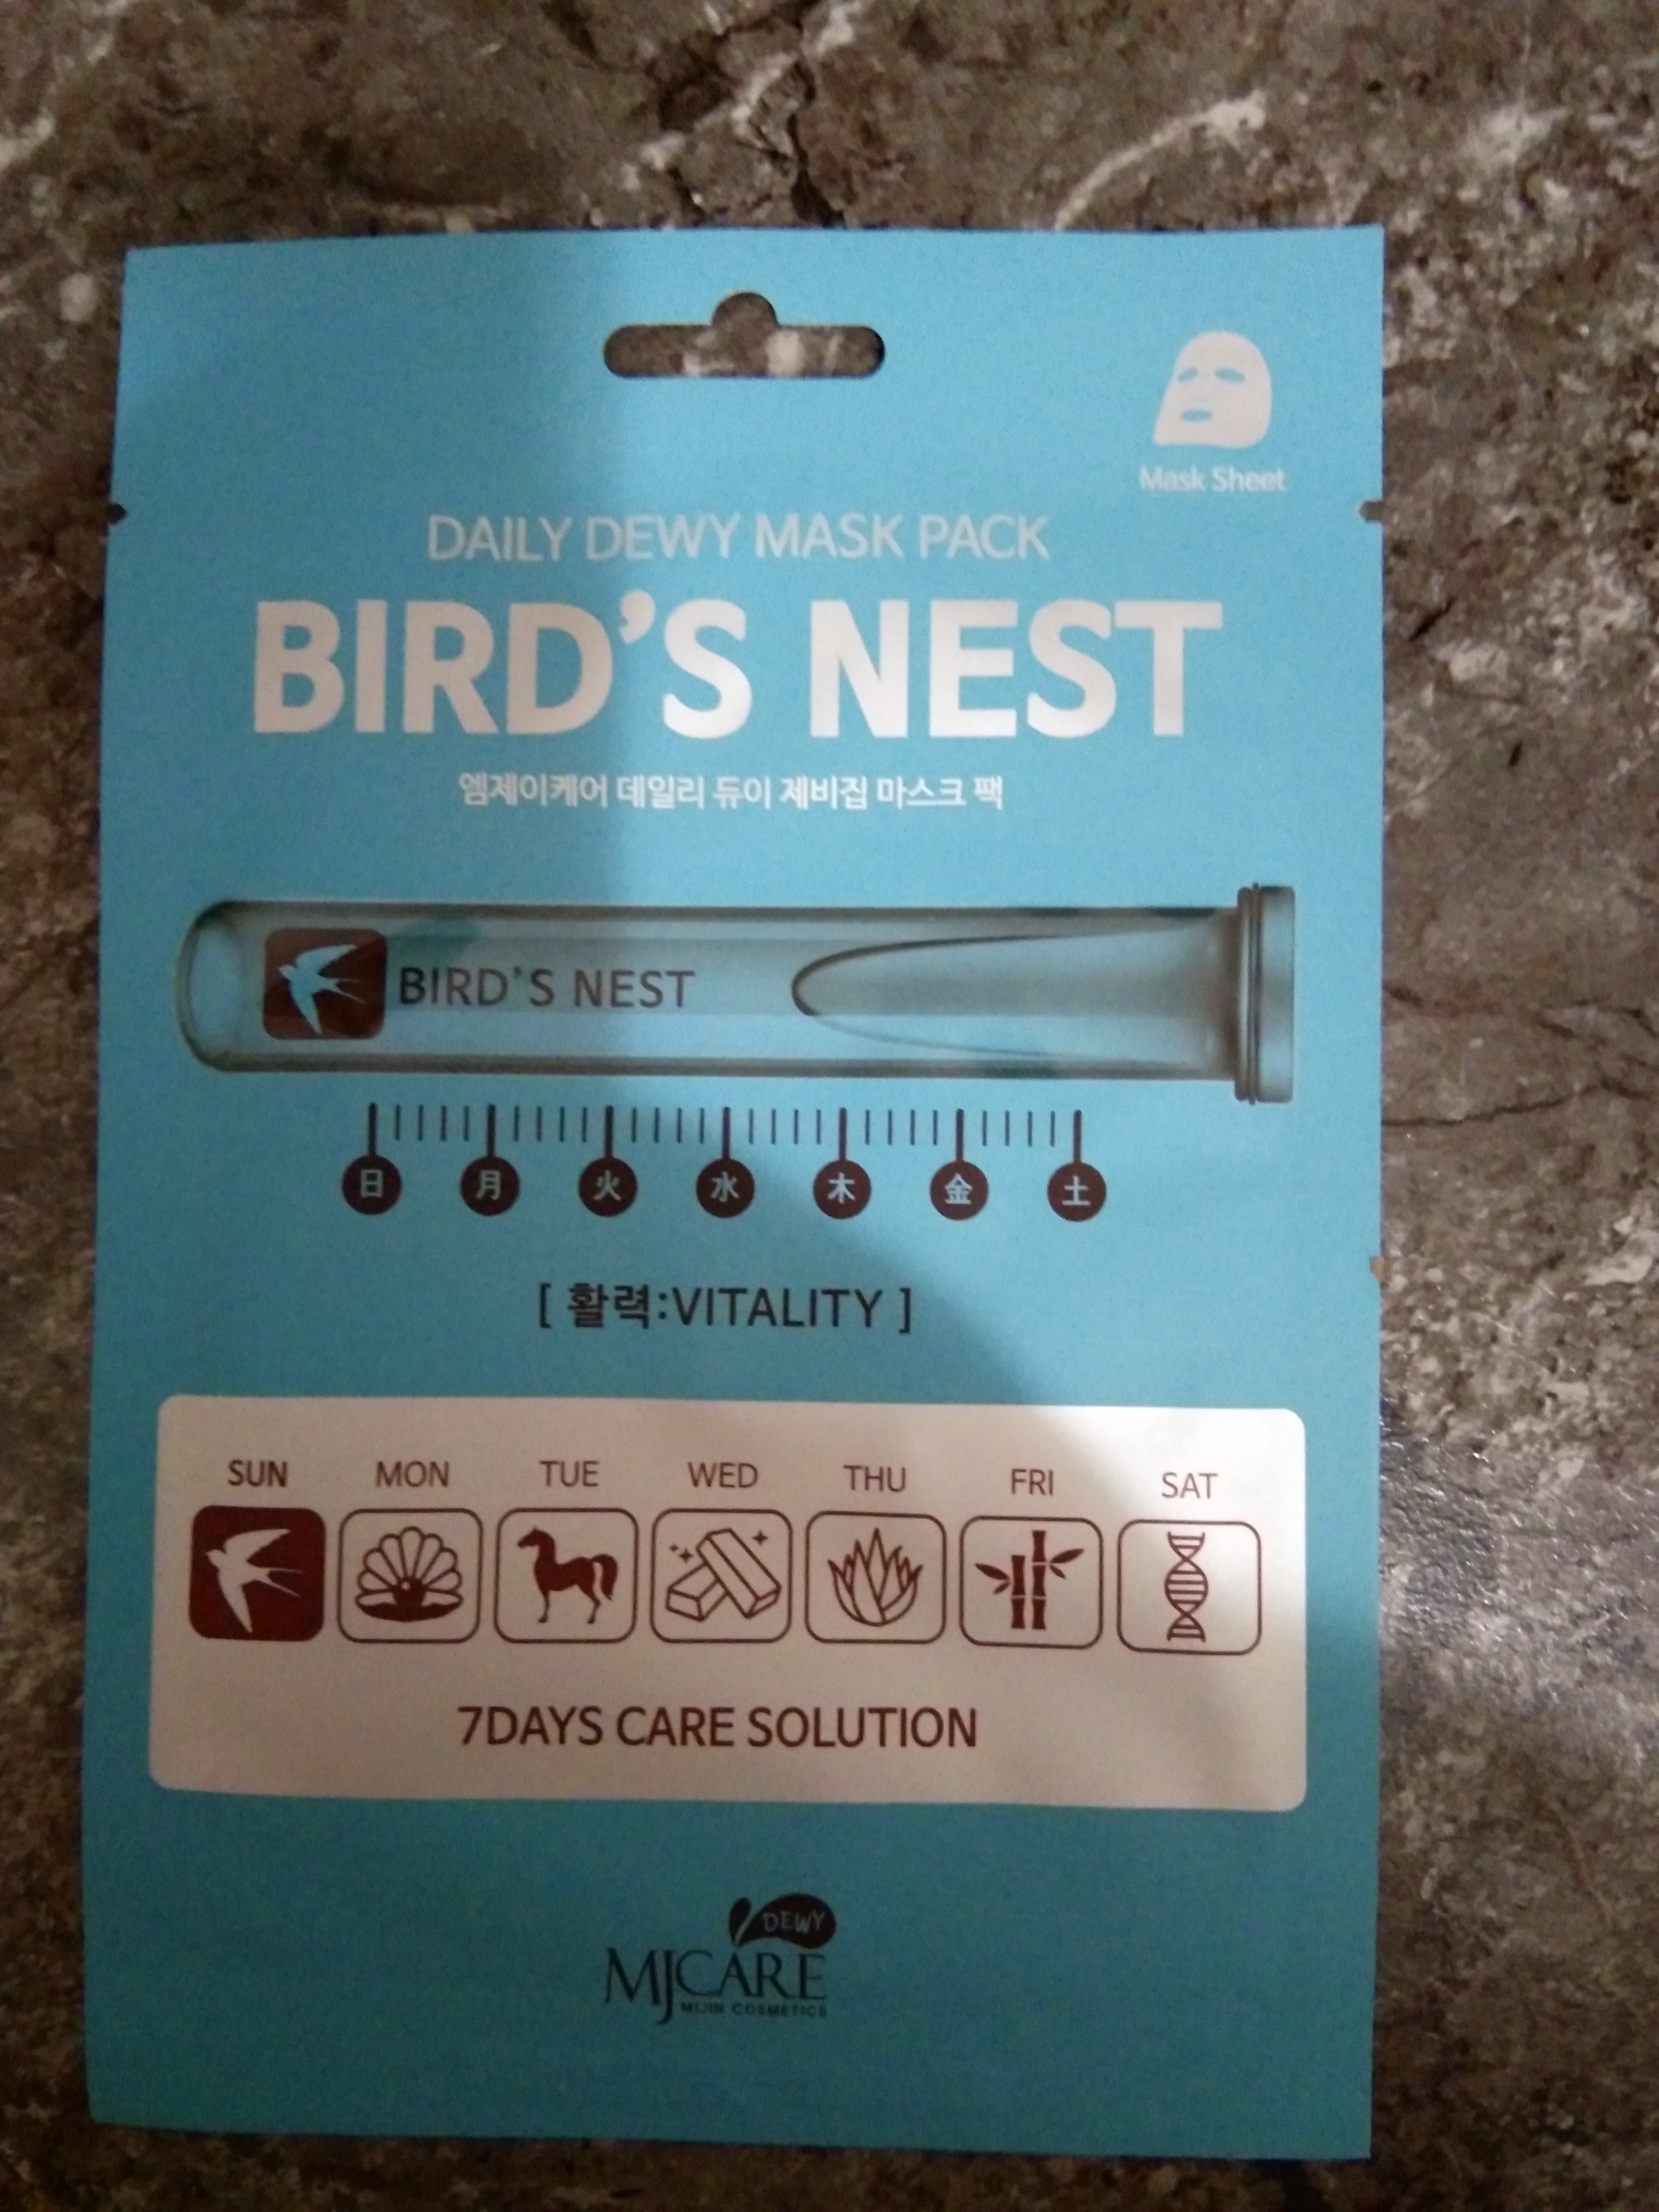 Mask Sheet
DAILY DEWY MASK PACK
BIRD'S NEST
엠제이케어 데일리 듀이 제비집 마스크 팩
BIRD'S NEST
日 月 火 水 木 金 土
[ 활력:VITALITY ]
SUN MON TUE WED THU FRI SAT
7DAYS CARE SOLUTION
DEWY
MJCARE
MIJIN COSMETICS